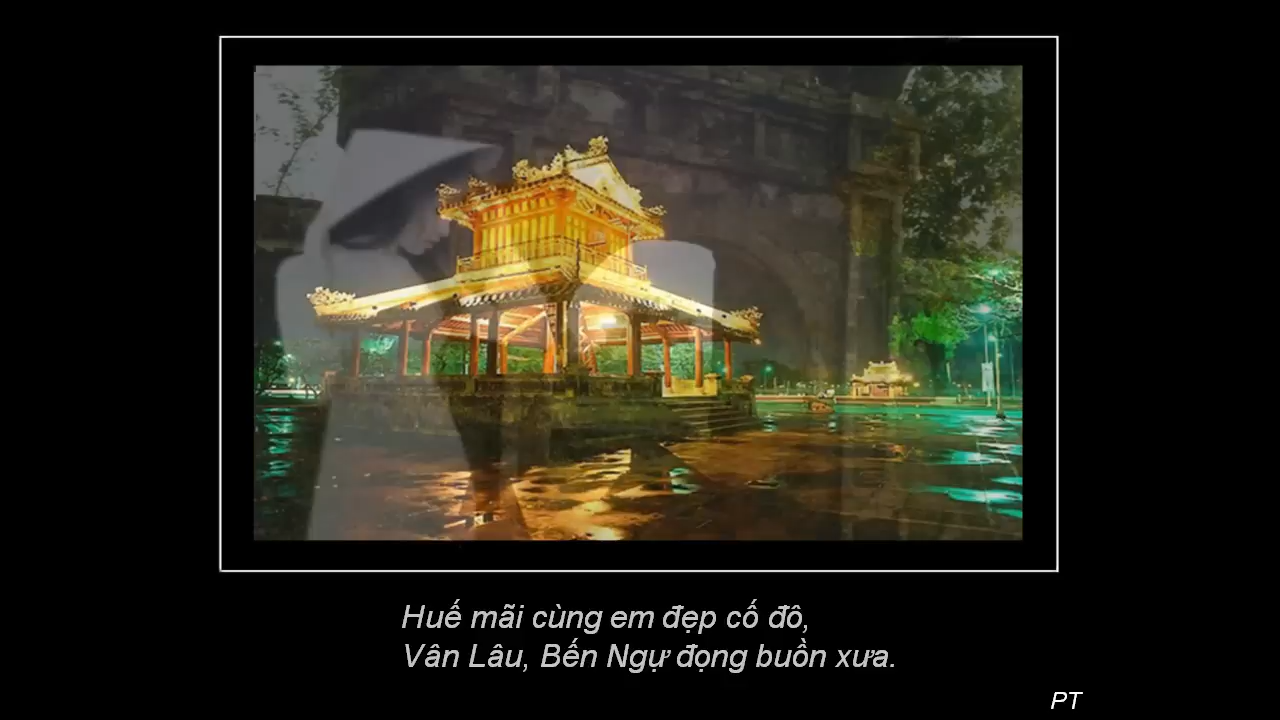 Huế mãi cùng em đẹp cố đô,
Vân Lâu, Bến Ngự đọng buồn xưa.
PT